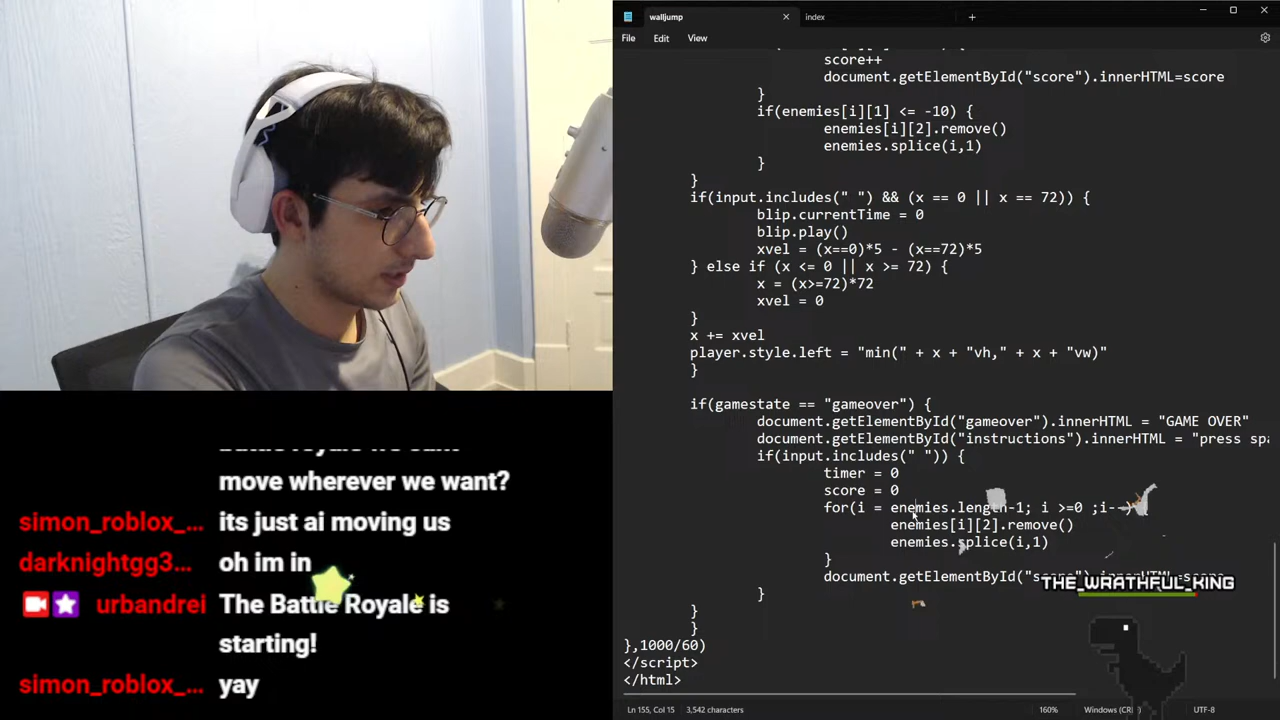 walljump
index
File
Edit
View
score++
document.getElementById("score").innerHTML=score
}
if(enemies[i][1] <= -10) {
enemies[i][2].remove()
enemies.splice(i,1)
}
}
if(input.includes(" ") && (x == 0 || x == 72)) {
blip.currentTime = 0
blip.play()
xvel = (x==0)*5 - (x==72)*5
} else if (x <= 0 || x >= 72) {
x = (x>=72)*72
xvel = 0
}
x += xvel
player.style.left = "min(" + x + "vh," + x + "vw)"
}
if(gamestate == "gameover") {
document.getElementById("gameover").innerHTML = "GAME OVER"
document.getElementById("instructions").innerHTML = "press spa
if(input.includes(" ")) {
timer = 0
score = 0
for(i = enemies.length-1; i >=0 ;i--)
enemies[i][2].remove()
enemies.splice(i,1)
}
document.getElementById("score").innerHTML=score
}
}
}
},1000/60)
</script>
</html>
THE_WRATHFUL_KING
Ln 155, Col 15
3,542 characters
160%
Windows (CR
UTF-8
move wherever we want?
simon_roblox_... its just ai moving us
darknightgg3... oh im in
urbandrei The Battle Royale is
starting!
simon_roblox_... yay